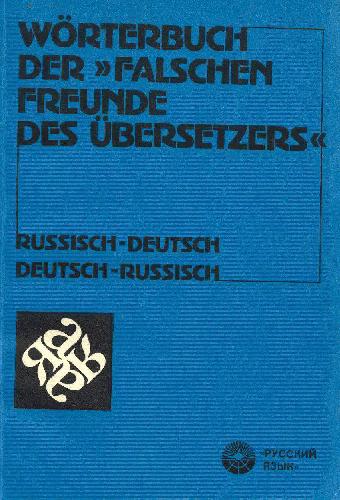 WÖRTERBUCH
DER »FALSCHEN
FREUNDE
DES ÜBERSETZERS«
RUSSISCH-DEUTSCH
DEUTSCH-RUSSISCH
«РУССКИЙ
ЯЗЫК»